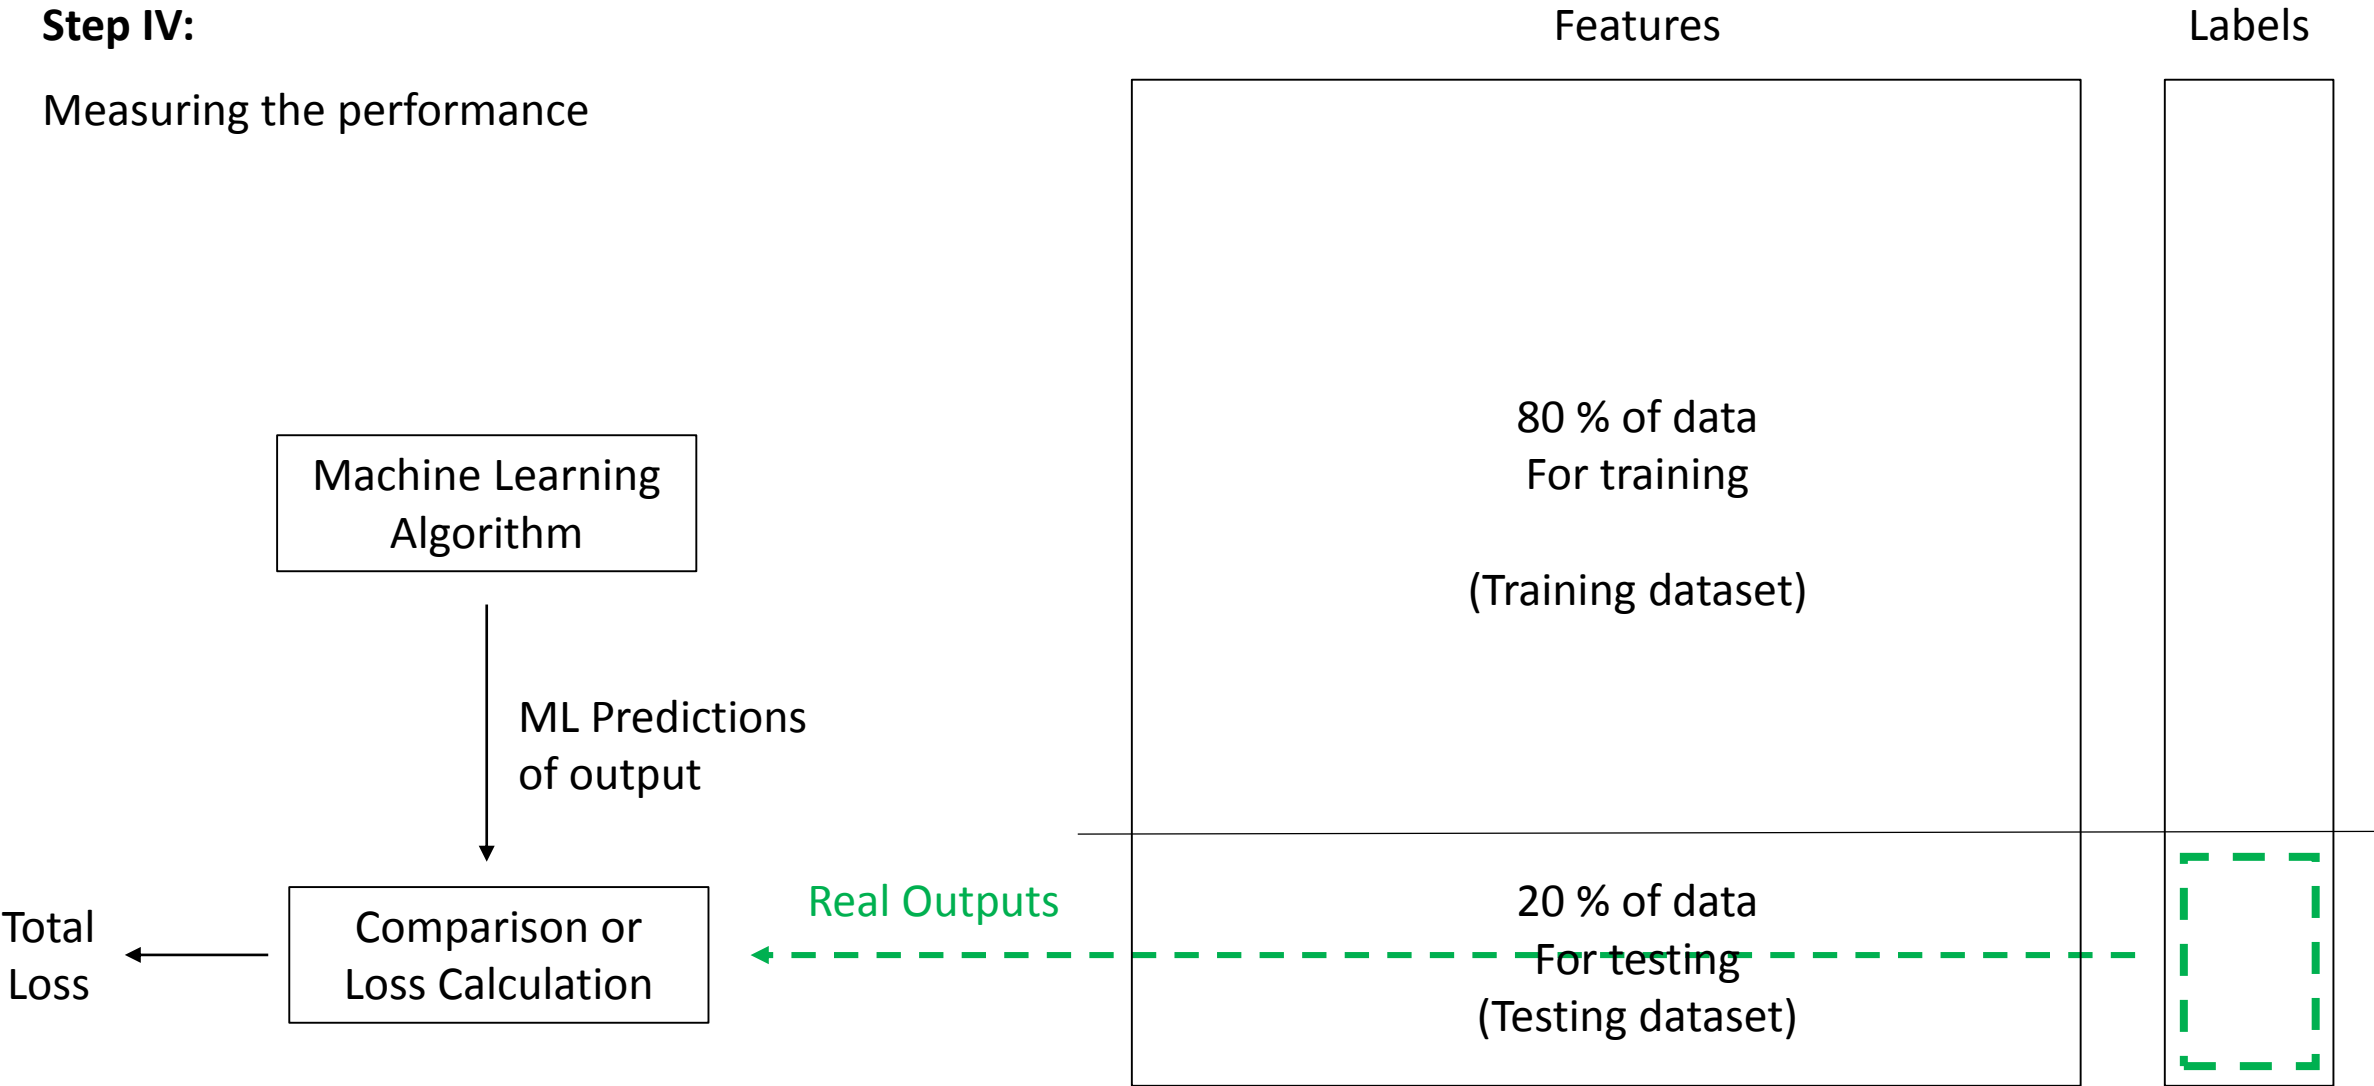 Step IV:
Measuring the performance
Features
Labels
80 % of data
For training
(Training dataset)
Machine Learning
Algorithm
ML Predictions
of output
Real Outputs
20 % of data
For testing
(Testing dataset)
Comparison or
Loss Calculation
Total
Loss